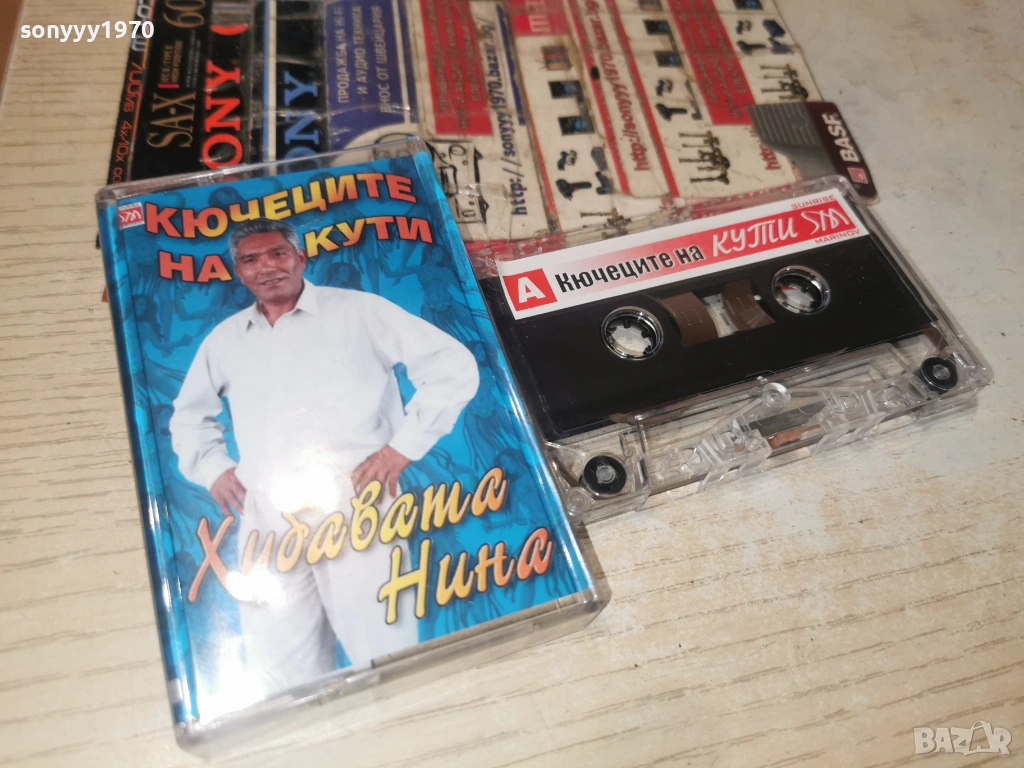 sonyyy1970
SA-X
60
SONY
SONY
ПРОДАЖБА НА HI-FI
И АУДИО ТЕХНИКА
ВНОС ОТ ШВЕЙЦАРИЯ
http://sonyyy1970.bazar.bg
BASF
КЮЧЕЦИТЕ
НА КУТИ
Хубавата
Нина
A Кючеците на КУТИ
SUNRISE
MARINOV
BAZAR